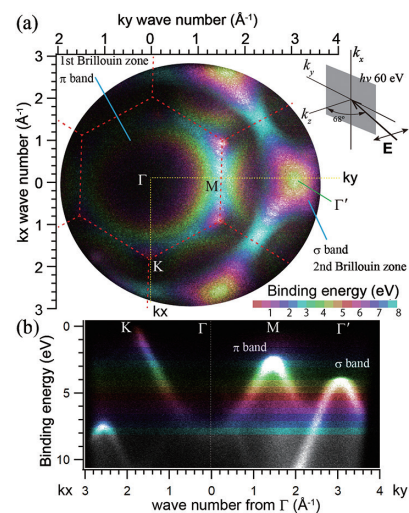 (a)
ky wave number (Å-1)
2 1 0 1 2 3 4
kx wave number (Å-1)
3
2
1
0
1
2
3
1st Brillouin zone
π band
Γ
M
K
kx
ky
Γ′
σ band
2nd Brillouin zone
kx
ky
kz
hν 60 eV
68°
E
Binding energy (eV)
1 2 3 4 5 6 7 8
(b)
K Γ M Γ′
π band
σ band
Binding energy (eV)
0
5
10
3 2 1 0 1 2 3 4
kx wave number from Γ (Å-1) ky